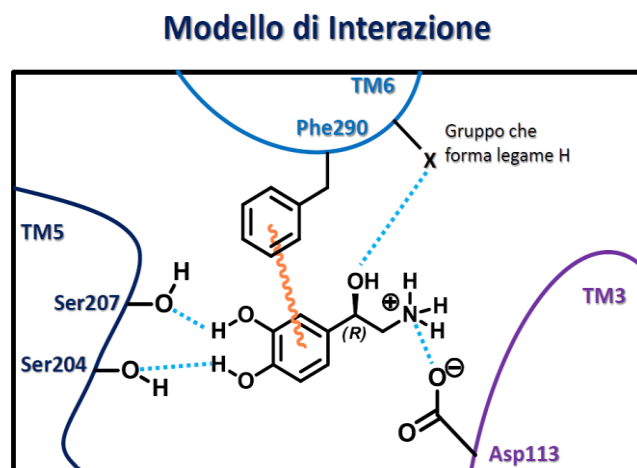 Modello di Interazione
TM6
Phe290
Gruppo che
forma legame H
X
TM5
TM3
H
Ser207
O
OH
H
H
⊕
N
H
H
O
(R)
Ser204
O
H
H
O
O
⊖
O
Asp113